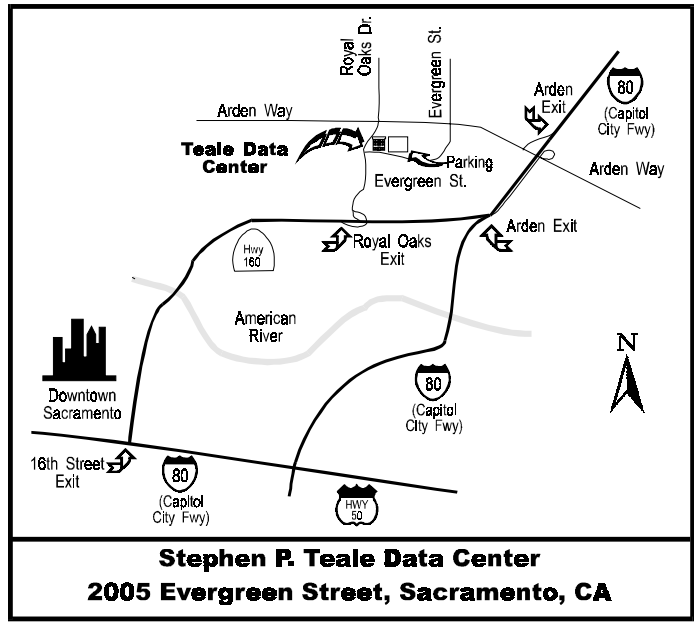 Royal
Oaks Dr.
Evergreen St.
Arden
Exit
80
(Capitol
City Fwy)
Arden Way
Teale Data
Center
Parking
Evergreen St.
Arden Way
Royal Oaks
Exit
Arden Exit
Hwy
160
American
River
N
Downtown
Sacramento
80
(Capitol
City Fwy)
16th Street
Exit
80
(Capitol
City Fwy)
HWY
50
Stephen P. Teale Data Center
2005 Evergreen Street, Sacramento, CA